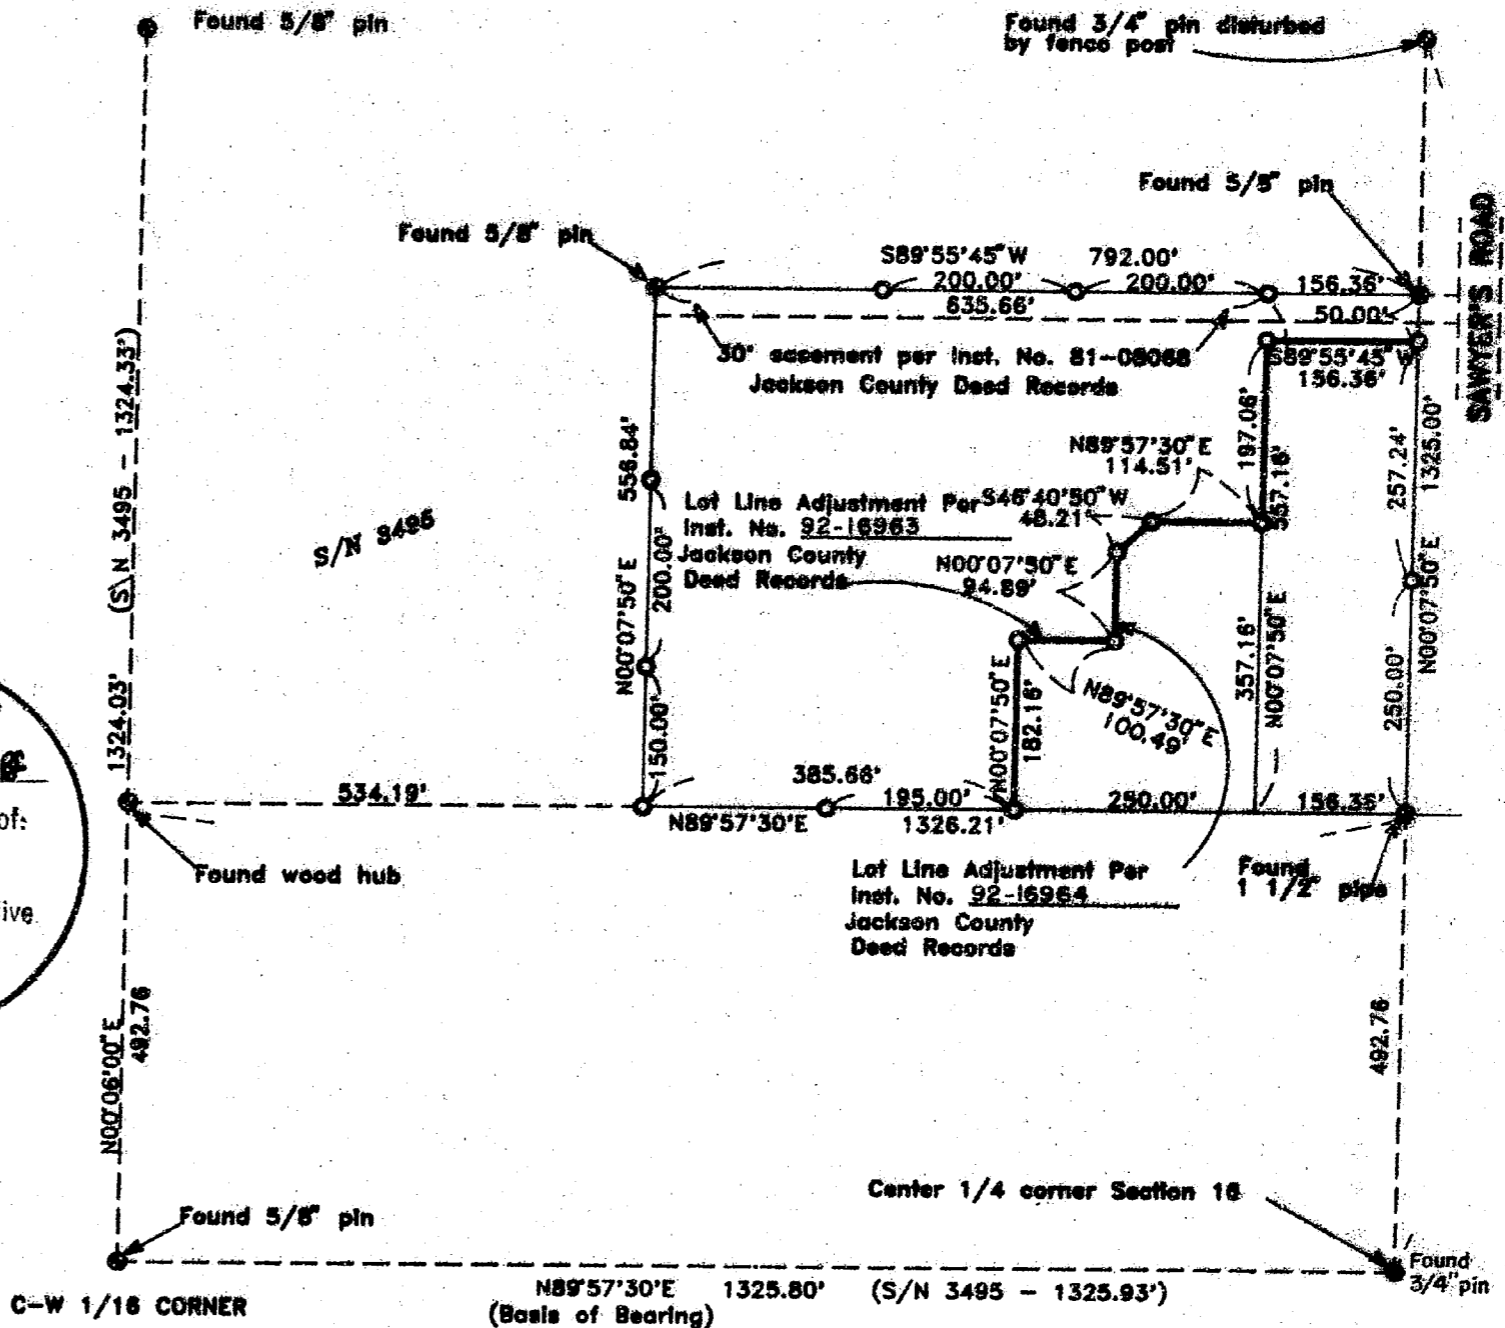 Found 5/8" pin
Found 3/4" pin disturbed
by fence post
Found 5/8" pin
Found 5/8" pin
SAWYER'S ROAD
S89°55'45"W 792.00'
200.00' 200.00' 156.36'
635.66'
50.00'
30' easement per Inst. No. 81-08068
Jackson County Deed Records
S89°55'45"W
156.36'
(S\N 3495 - 1324.33')
1324.03'
S/N 3495
556.84'
N00°07'50"E
200.00'
150.00'
N89°57'30"E
114.51'
197.06'
557.16'
257.24'
1325.00'
Lot Line Adjustment Per
Inst. No. 92-16963
Jackson County
Deed Records
S46°40'50"W
48.21'
N00°07'50"E
94.89'
N00°07'50"E
182.16'
N89°57'30"E
100.49'
357.16'
N00°07'50"E
250.00'
N00°07'50"E
of:
ive
534.19'
385.66'
195.00'
250.00'
156.36'
N89°57'30"E 1326.21'
Found wood hub
Lot Line Adjustment Per
Inst. No. 92-16964
Jackson County
Deed Records
Found
1 1/2" pipe
N00°06'00"E
492.76
492.76
Found 5/8" pin
Center 1/4 corner Section 16
Found
3/4" pin
C-W 1/16 CORNER
N89°57'30"E 1325.80' (S/N 3495 - 1325.93')
(Basis of Bearing)